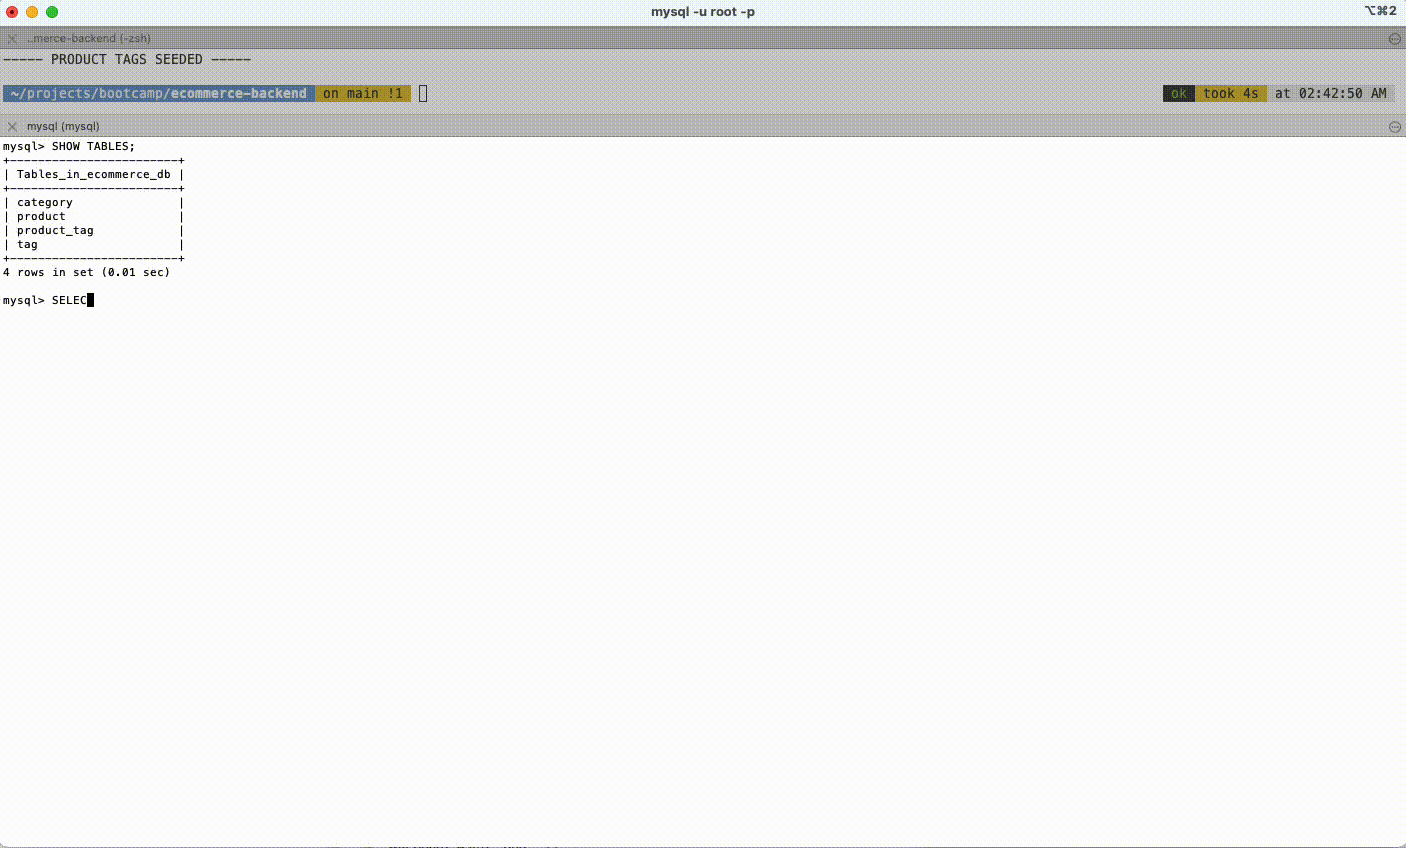 mysql -u root -p
⌥⌘2
..merce-backend (-zsh)
----- PRODUCT TAGS SEEDED -----
~/projects/bootcamp/ecommerce-backend on main !1 ok took 4s at 02:42:50 AM
mysql (mysql)
mysql> SHOW TABLES;
+------------------------+
| Tables_in_ecommerce_db |
+------------------------+
| category               |
| product                |
| product_tag            |
| tag                    |
+------------------------+
4 rows in set (0.01 sec)
mysql> SELEC